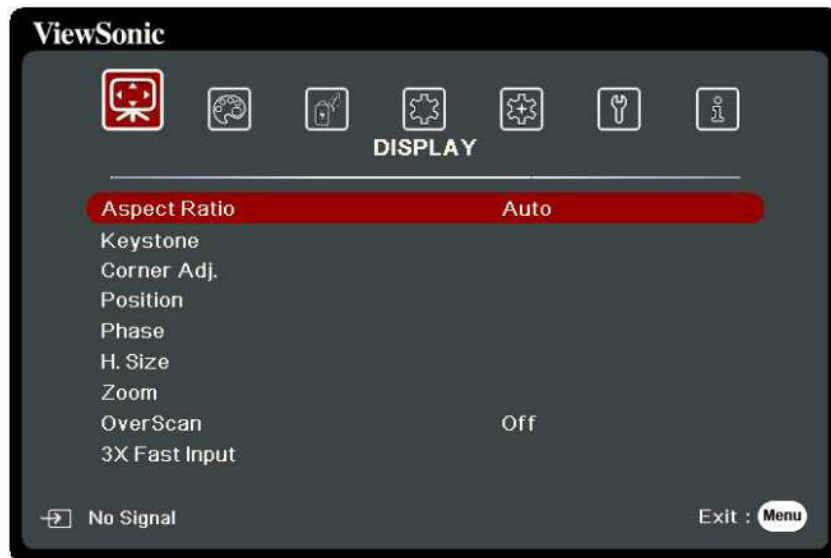 ViewSonic
DISPLAY
Aspect Ratio Auto
Keystone
Corner Adj.
Position
Phase
H. Size
Zoom
OverScan Off
3X Fast Input
No Signal Exit : Menu